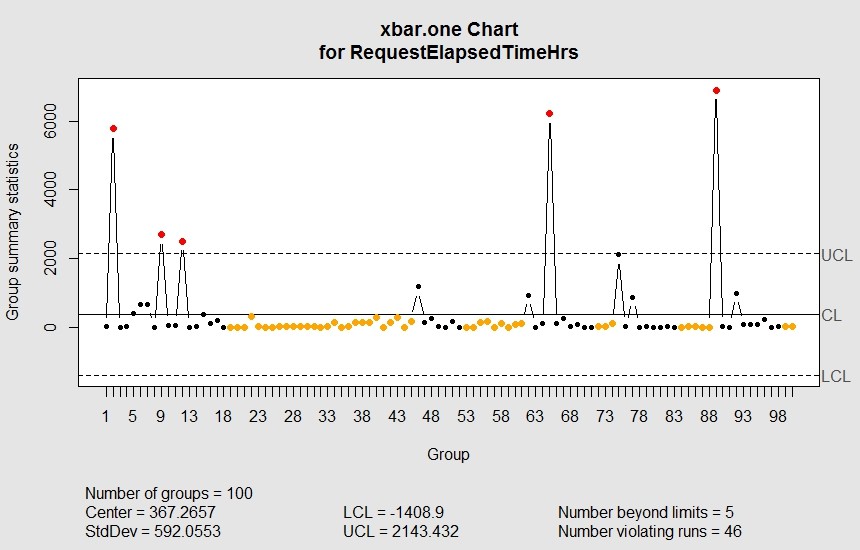 xbar.one Chart
for RequestElapsedTimeHrs
Group summary statistics
6000
4000
2000
0
UCL
CL
LCL
1 5 9 13 18 23 28 33 38 43 48 53 58 63 68 73 78 83 88 93 98
Group
Number of groups = 100
Center = 367.2657 LCL = -1408.9 Number beyond limits = 5
StdDev = 592.0553 UCL = 2143.432 Number violating runs = 46